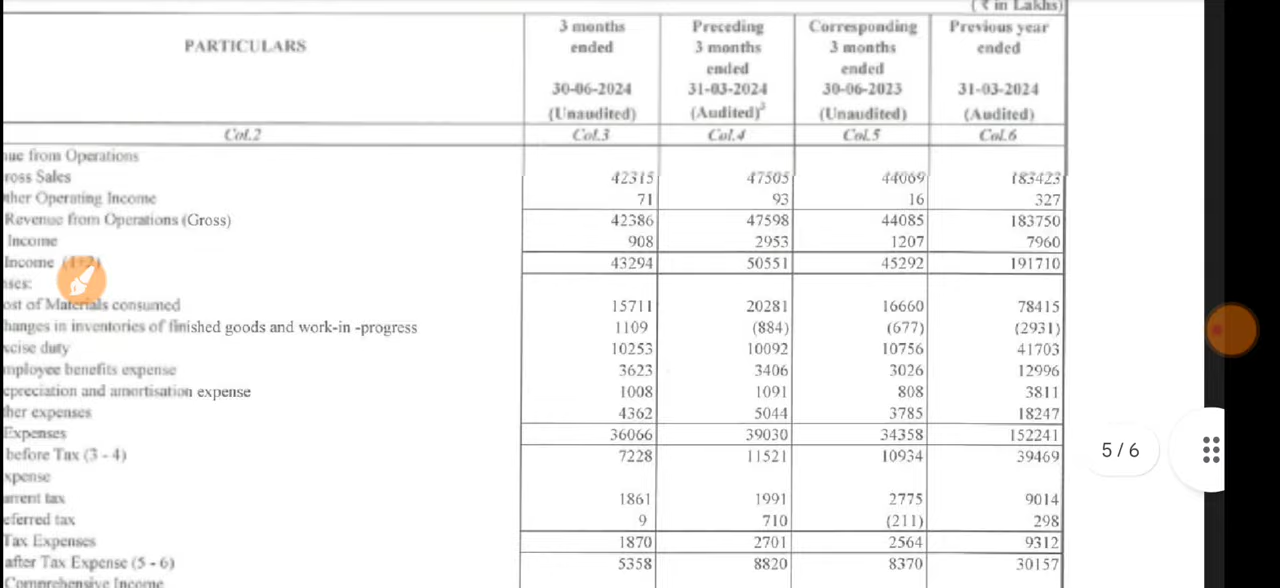 (₹ in Lakhs)
PARTICULARS 3 months ended 30-06-2024 (Unaudited) Preceding 3 months ended 31-03-2024 (Audited)³ Corresponding 3 months ended 30-06-2023 (Unaudited) Previous year ended 31-03-2024 (Audited)
Col.2 Col.3 Col.4 Col.5 Col.6
ue from Operations
ross Sales 42315 47505 44069 183423
ther Operating Income 71 93 16 327
Revenue from Operations (Gross) 42386 47598 44085 183750
Income 908 2953 1207 7960
Income (1+2) 43294 50551 45292 191710
ses:
ost of Materials consumed 15711 20281 16660 78415
hanges in inventories of finished goods and work-in -progress 1109 (884) (677) (2931)
xcise duty 10253 10092 10756 41703
mployee benefits expense 3623 3406 3026 12996
epreciation and amortisation expense 1008 1091 808 3811
her expenses 4362 5044 3785 18247
Expenses 36066 39030 34358 152241
before Tax (3 - 4) 7228 11521 10934 39469
xpense
urrent tax 1861 1991 2775 9014
eferred tax 9 710 (211) 298
Tax Expenses 1870 2701 2564 9312
after Tax Expense (5 - 6) 5358 8820 8370 30157
Comprehensive Income
5 / 6